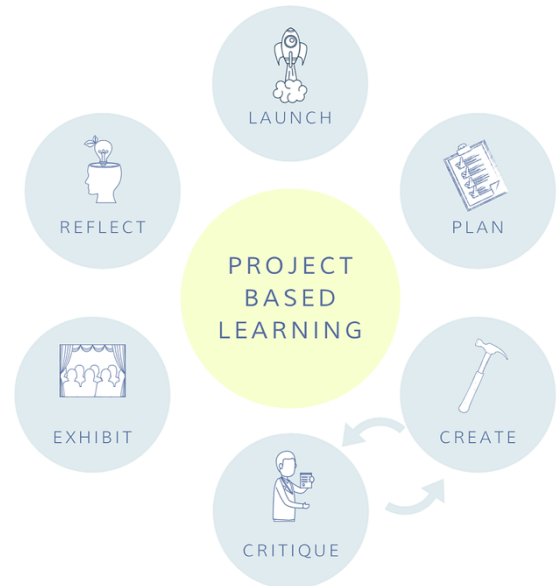 LAUNCH
PLAN
CREATE
CRITIQUE
EXHIBIT
REFLECT
PROJECT
BASED
LEARNING